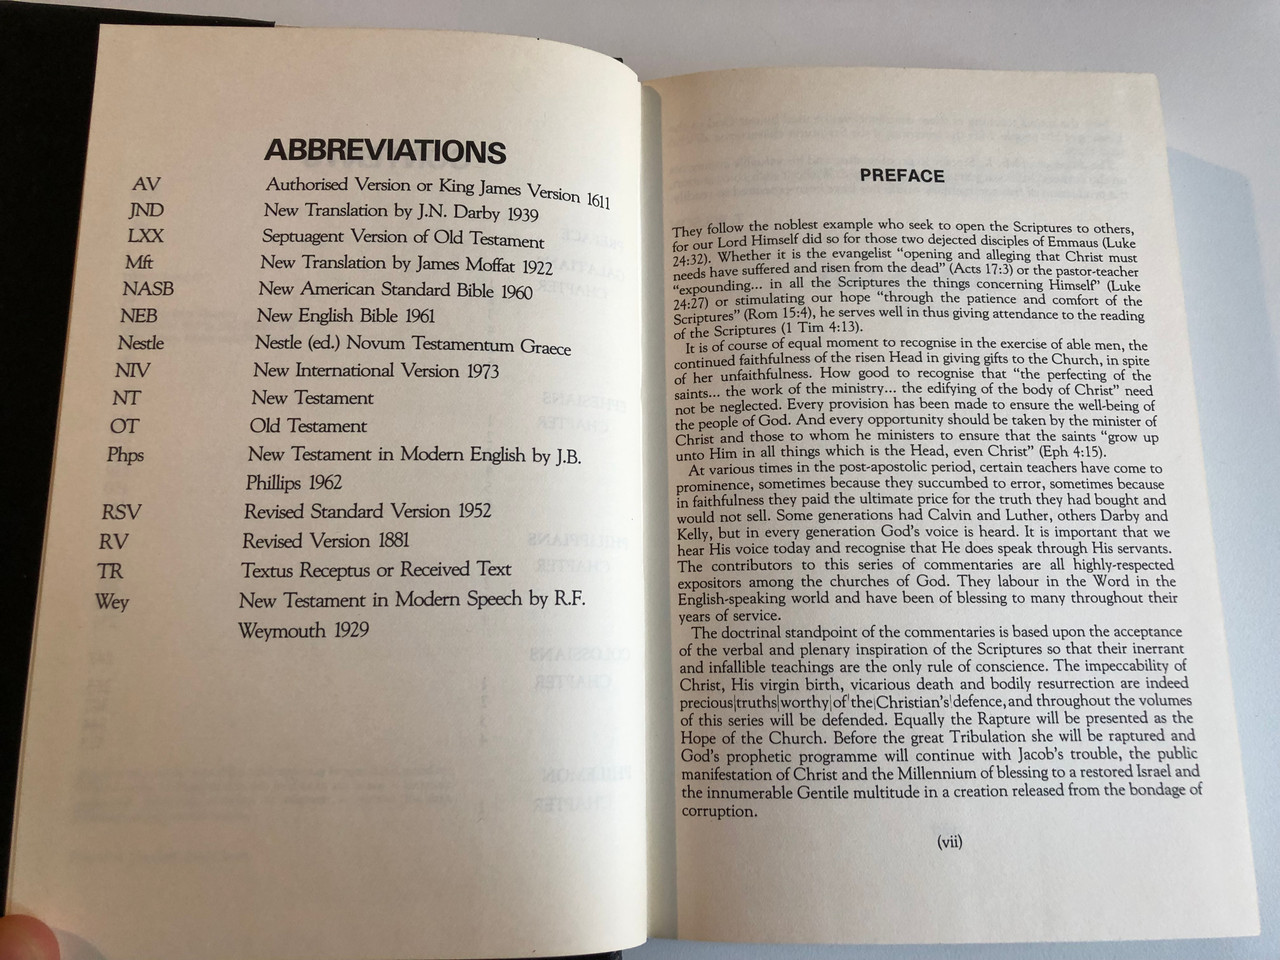 ABBREVIATIONS
AV Authorised Version or King James Version 1611
JND New Translation by J.N. Darby 1939
LXX Septuagent Version of Old Testament
Mft New Translation by James Moffat 1922
NASB New American Standard Bible 1960
NEB New English Bible 1961
Nestle Nestle (ed.) Novum Testamentum Graece
NIV New International Version 1973
NT New Testament
OT Old Testament
Phps New Testament in Modern English by J.B.
Phillips 1962
RSV Revised Standard Version 1952
RV Revised Version 1881
TR Textus Receptus or Received Text
Wey New Testament in Modern Speech by R.F.
Weymouth 1929
PREFACE
They follow the noblest example who seek to open the Scriptures to others,
for our Lord Himself did so for those two dejected disciples of Emmaus (Luke
24:32). Whether it is the evangelist “opening and alleging that Christ must
needs have suffered and risen from the dead” (Acts 17:3) or the pastor-teacher
“expounding... in all the Scriptures the things concerning Himself” (Luke
24:27) or stimulating our hope “through the patience and comfort of the
Scriptures” (Rom 15:4), he serves well in thus giving attendance to the reading
of the Scriptures (1 Tim 4:13).
It is of course of equal moment to recognise in the exercise of able men, the
continued faithfulness of the risen Head in giving gifts to the Church, in spite
of her unfaithfulness. How good to recognise that “the perfecting of the
saints... the work of the ministry... the edifying of the body of Christ” need
not be neglected. Every provision has been made to ensure the well-being of
the people of God. And every opportunity should be taken by the minister of
Christ and those to whom he ministers to ensure that the saints “grow up
unto Him in all things which is the Head, even Christ” (Eph 4:15).
At various times in the post-apostolic period, certain teachers have come to
prominence, sometimes because they succumbed to error, sometimes because
in faithfulness they paid the ultimate price for the truth they had bought and
would not sell. Some generations had Calvin and Luther, others Darby and
Kelly, but in every generation God’s voice is heard. It is important that we
hear His voice today and recognise that He does speak through His servants.
The contributors to this series of commentaries are all highly-respected
expositors among the churches of God. They labour in the Word in the
English-speaking world and have been of blessing to many throughout their
years of service.
The doctrinal standpoint of the commentaries is based upon the acceptance
of the verbal and plenary inspiration of the Scriptures so that their inerrant
and infallible teachings are the only rule of conscience. The impeccability of
Christ, His virgin birth, vicarious death and bodily resurrection are indeed
precious truths worthy of the Christian’s defence, and throughout the volumes
of this series will be defended. Equally the Rapture will be presented as the
Hope of the Church. Before the great Tribulation she will be raptured and
God’s prophetic programme will continue with Jacob’s trouble, the public
manifestation of Christ and the Millennium of blessing to a restored Israel and
the innumerable Gentile multitude in a creation released from the bondage of
corruption.
(vii)